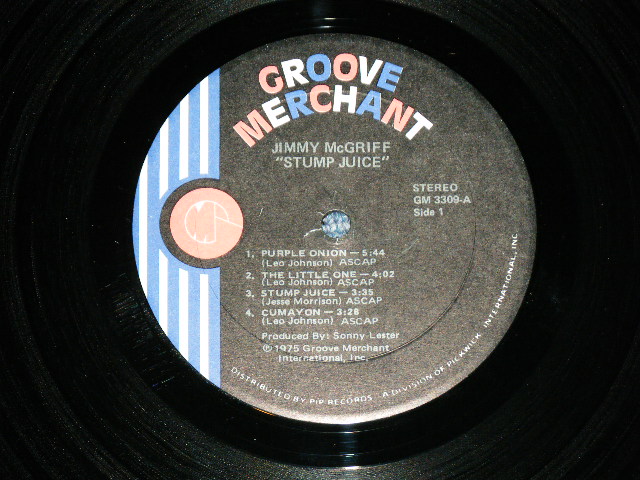 GROOVE
MERCHANT
JIMMY McGRIFF
"STUMP JUICE"
STEREO
GM 3309-A
Side 1
1. PURPLE ONION — 5:44
(Leo Johnson) ASCAP
2. THE LITTLE ONE — 4:02
(Leo Johnson) ASCAP
3. STUMP JUICE — 3:35
(Jesse Morrison) ASCAP
4. CUMAYON — 3:28
(Leo Johnson) ASCAP
Produced By: Sonny Lester
℗ 1975 Groove Merchant
International, Inc.
DISTRIBUTED BY PIP RECORDS · A DIVISION OF PICKWICK INTERNATIONAL, INC.